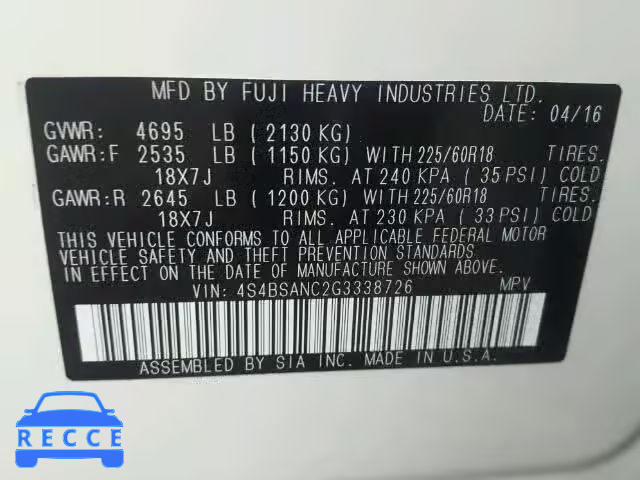 MFD BY FUJI HEAVY INDUSTRIES LTD.
DATE: 04/16
GVWR: 4695 LB (2130 KG)
GAWR:F 2535 LB (1150 KG) WITH 225/60R18 TIRES.
18X7J RIMS. AT 240 KPA (35 PSI) COLD
GAWR:R 2645 LB (1200 KG) WITH 225/60R18 TIRES.
18X7J RIMS. AT 230 KPA (33 PSI) COLD
THIS VEHICLE CONFORMS TO ALL APPLICABLE FEDERAL MOTOR
VEHICLE SAFETY AND THEFT PREVENTION STANDARDS
IN EFFECT ON THE DATE OF MANUFACTURE SHOWN ABOVE.
VIN: 4S4BSANC2G3338726 MPV
ASSEMBLED BY SIA INC. MADE IN U.S.A.
RECCE